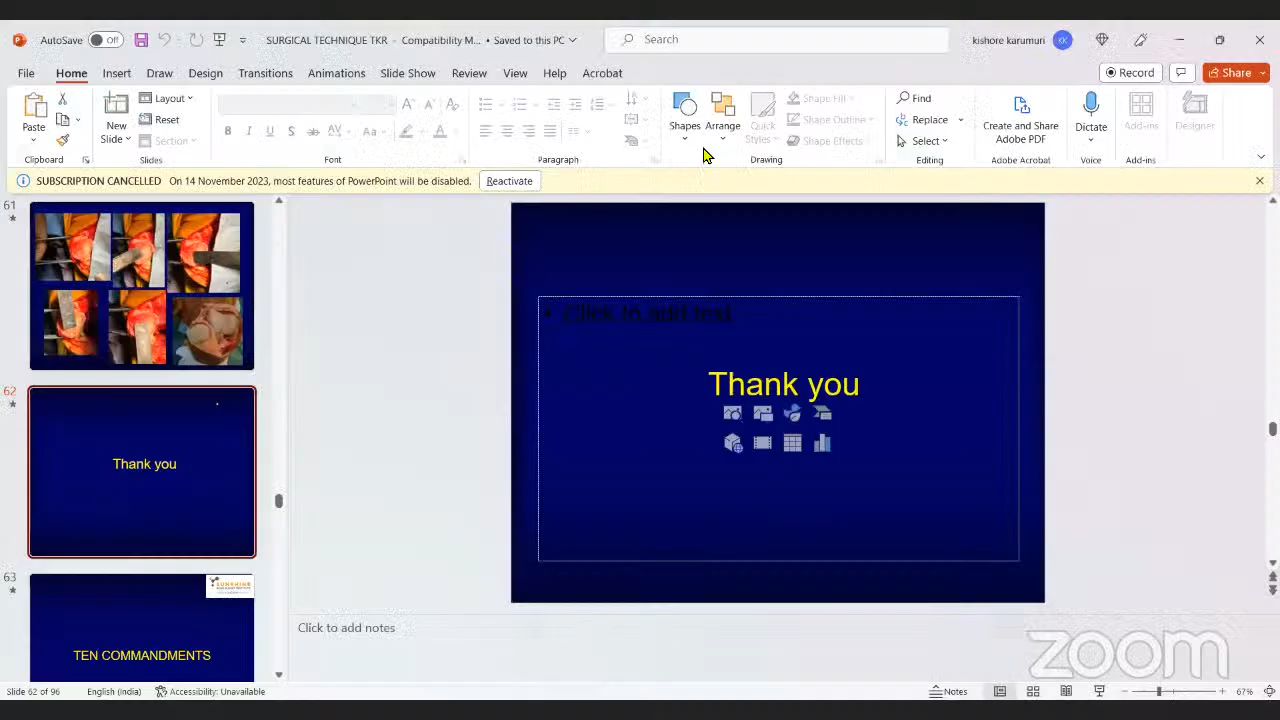 AutoSave Off SURGICAL TECHNIQUE TKR - Compatibility M... • Saved to this PC Search kishore karumuri KK
File Home Insert Draw Design Transitions Animations Slide Show Review View Help Acrobat Record Share
Paste New Slide Layout Reset Section B I U S ab AV Aa A Shapes Arrange Quick Styles Shape Fill Shape Outline Shape Effects Find Replace Select Create and Share Adobe PDF Dictate Add-ins Designer
Clipboard Slides Font Paragraph Drawing Editing Adobe Acrobat Voice Add-ins
SUBSCRIPTION CANCELLED On 14 November 2023, most features of PowerPoint will be disabled. Reactivate
61
62
Thank you
63
SUNSHINE
TEN COMMANDMENTS
• Click to add text
Thank you
Click to add notes
zoom
Slide 62 of 96 English (India) Accessibility: Unavailable Notes 67%